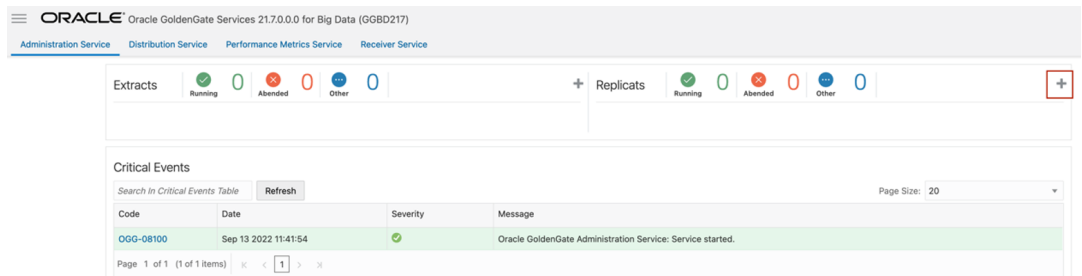 ORACLE Oracle GoldenGate Services 21.7.0.0.0 for Big Data (GGBD217)
Administration Service Distribution Service Performance Metrics Service Receiver Service
Extracts Running 0 Abended 0 Other 0 + Replicats Running 0 Abended 0 Other 0 +
Critical Events
Search In Critical Events Table Refresh Page Size: 20
Code Date Severity Message
OGG-08100 Sep 13 2022 11:41:54 Oracle GoldenGate Administration Service: Service started.
Page 1 of 1 (1 of 1 items) 1